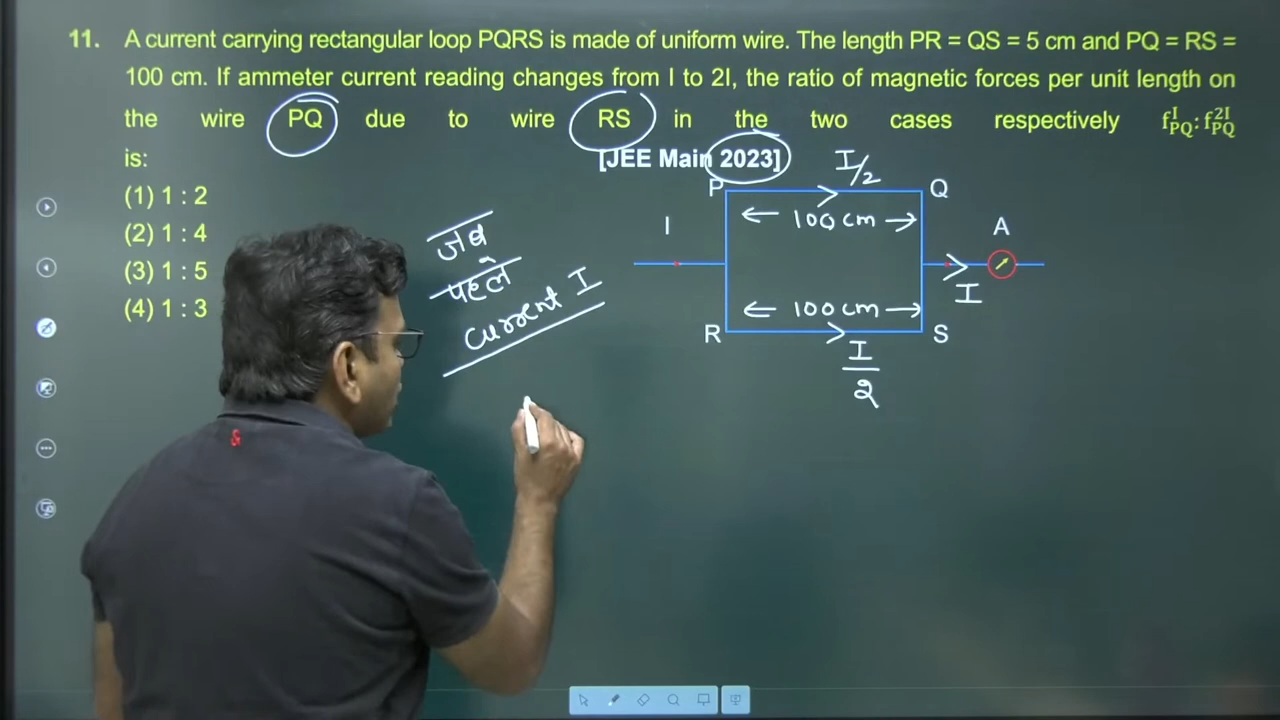 11. A current carrying rectangular loop PQRS is made of uniform wire. The length PR = QS = 5 cm and PQ = RS =
100 cm. If ammeter current reading changes from I to 2I, the ratio of magnetic forces per unit length on
the wire PQ due to wire RS in the two cases respectively f^I_PQ : f^2I_PQ
is:
[JEE Main 2023]
(1) 1 : 2
(2) 1 : 4
(3) 1 : 5
(4) 1 : 3
जब
पहले
current I
I/2
P
Q
100 cm
I
A
I
100 cm
R
S
I/2